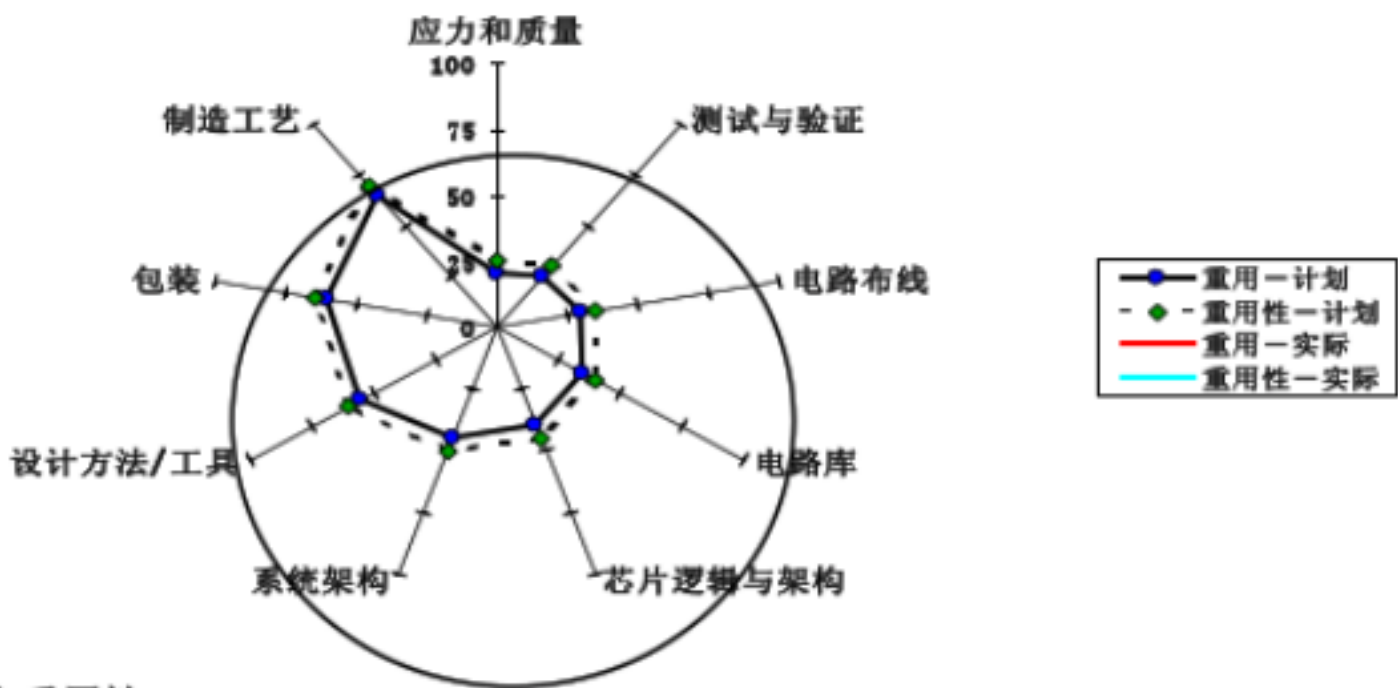 应力和质量
100
制造工艺
75
测试与验证
50
包装
25
电路布线
0
设计方法/工具
电路库
系统架构
芯片逻辑与架构
重用－计划
重用性－计划
重用－实际
重用性－实际